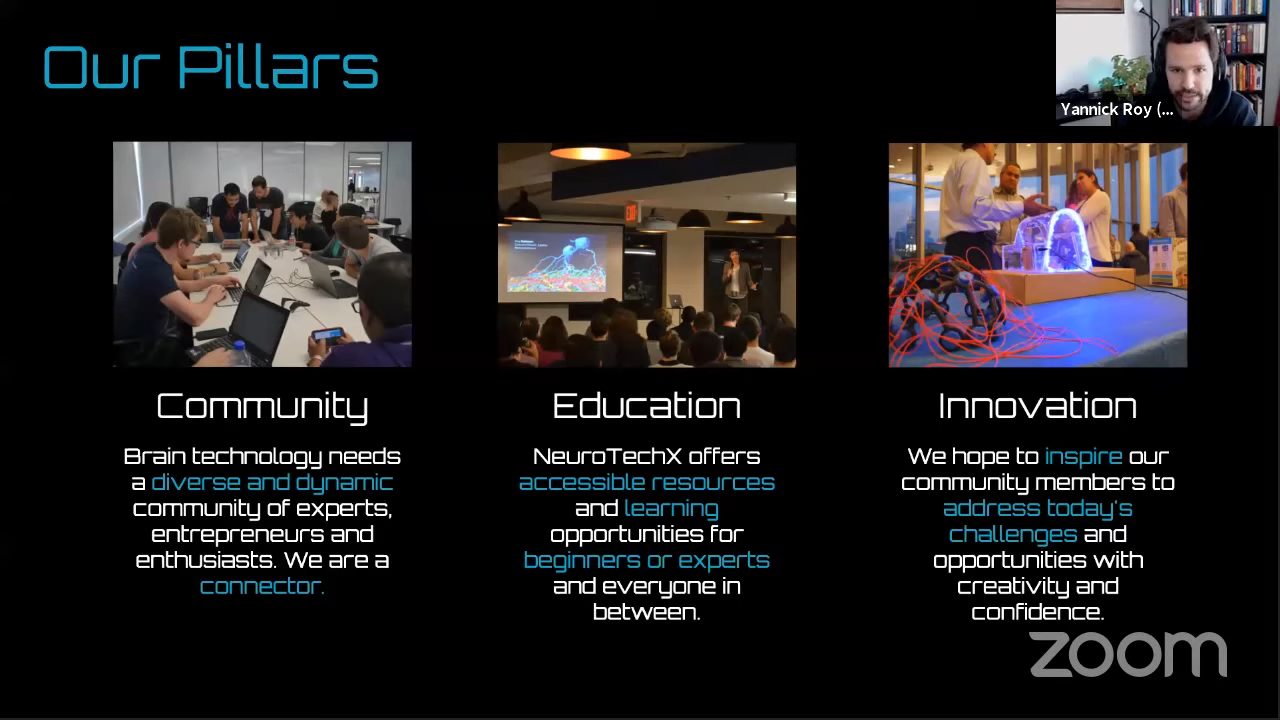 Our Pillars
Yannick Roy (...
EXIT
Community
Brain technology needs
a diverse and dynamic
community of experts,
entrepreneurs and
enthusiasts. We are a
connector.
Education
NeuroTechX offers
accessible resources
and learning
opportunities for
beginners or experts
and everyone in
between.
Innovation
We hope to inspire our
community members to
address today's
challenges and
opportunities with
creativity and
confidence.
zoom